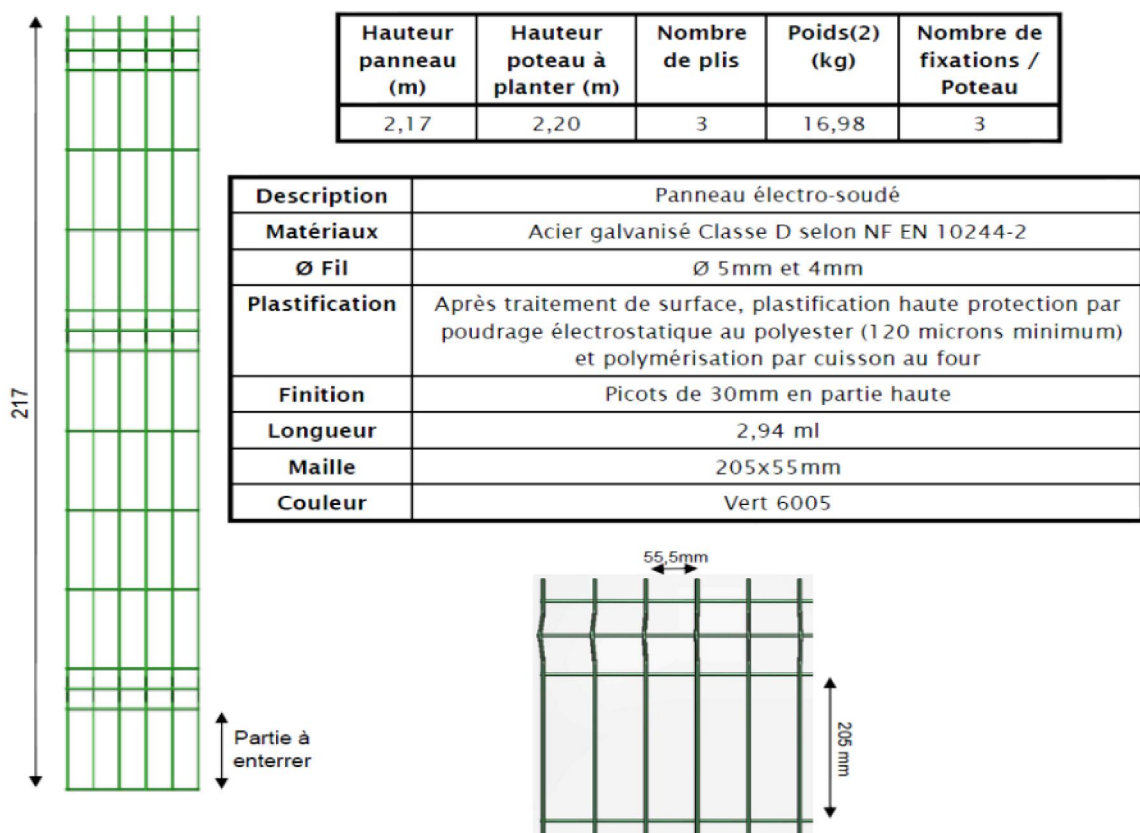 Hauteur panneau (m) Hauteur poteau à planter (m) Nombre de plis Poids(2) (kg) Nombre de fixations / Poteau
2,17 2,20 3 16,98 3
Description Panneau électro-soudé
Matériaux Acier galvanisé Classe D selon NF EN 10244-2
Ø Fil Ø 5mm et 4mm
Plastification Après traitement de surface, plastification haute protection par
poudrage électrostatique au polyester (120 microns minimum)
et polymérisation par cuisson au four
Finition Picots de 30mm en partie haute
Longueur 2,94 ml
Maille 205x55mm
Couleur Vert 6005
217
Partie à
enterrer
55,5mm
205 mm